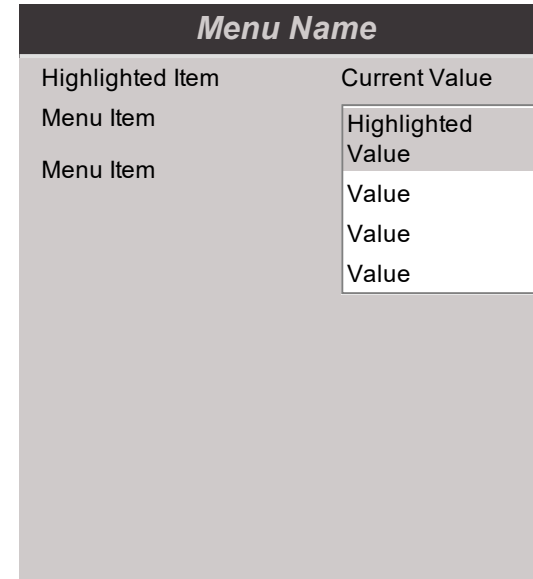 Menu Name
Highlighted Item
Current Value
Menu Item
Highlighted
Value
Menu Item
Value
Value
Value